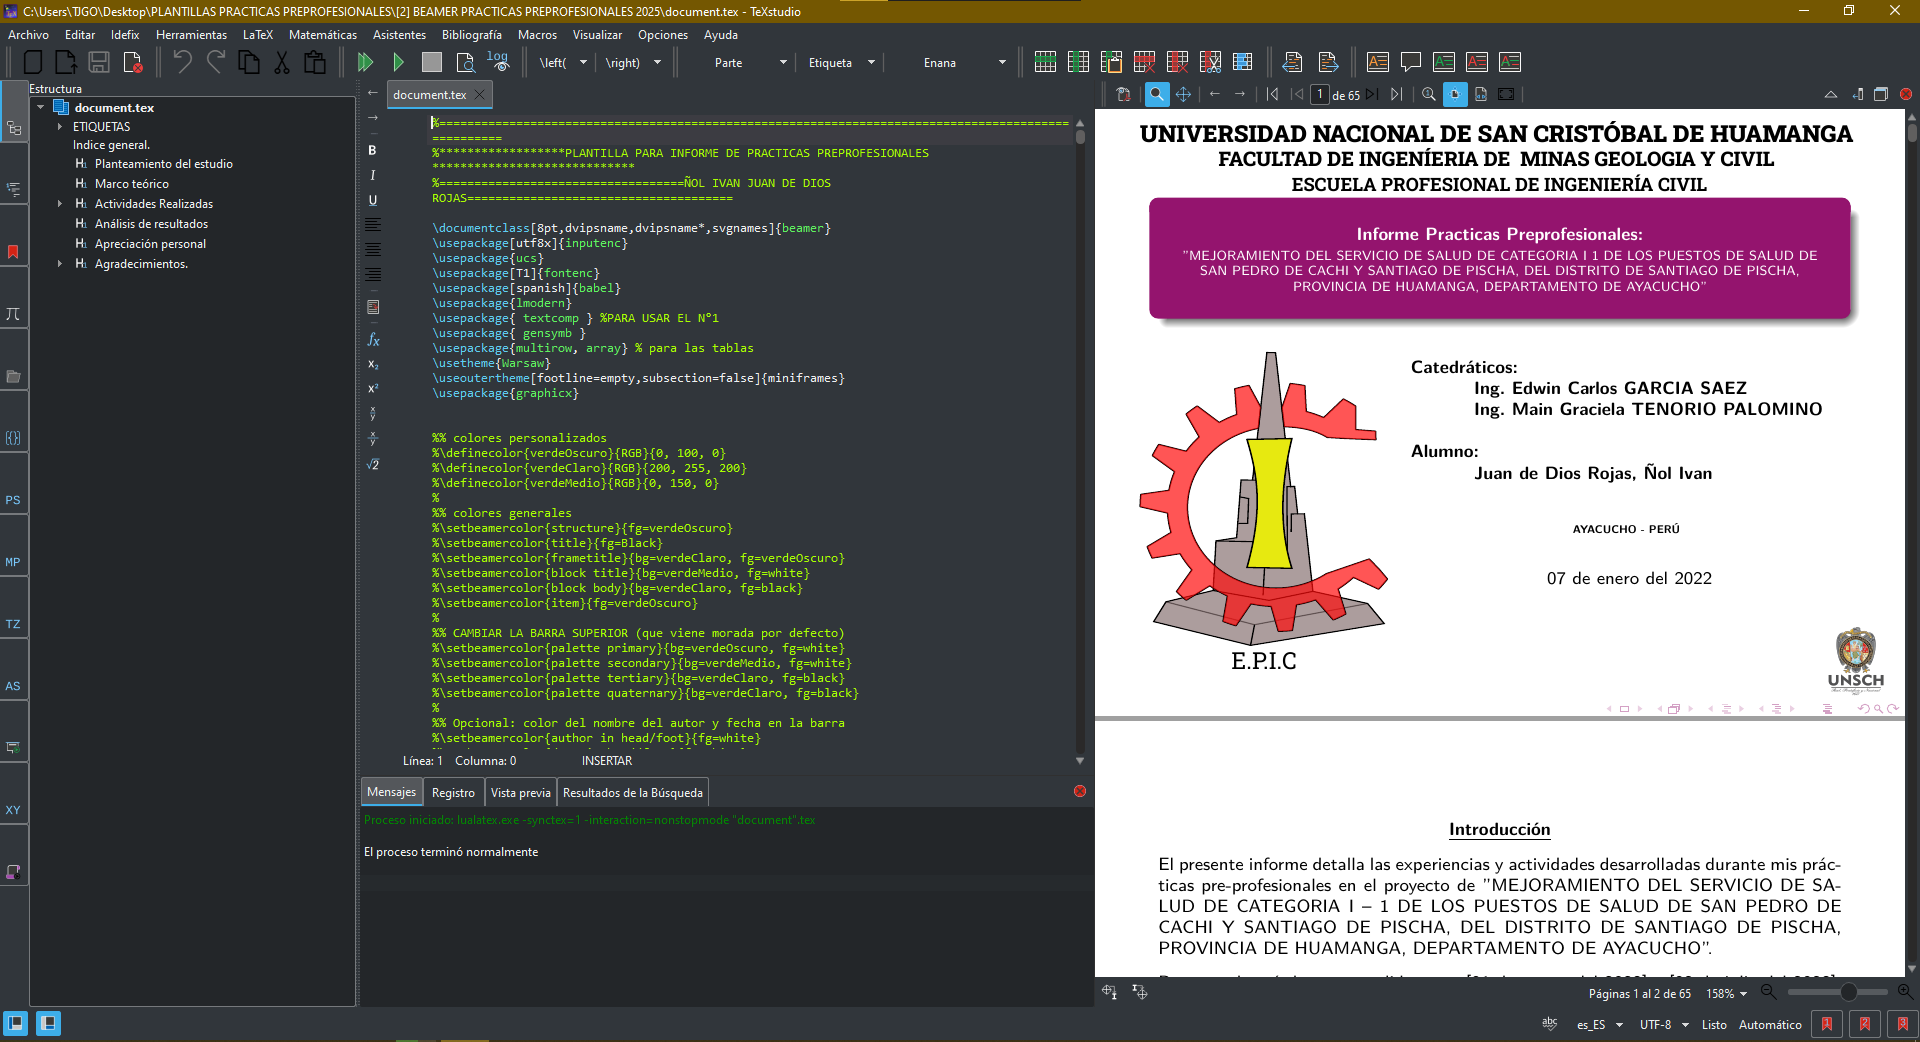 C:\Users\TJGO\Desktop\PLANTILLAS PRACTICAS PREPROFESIONALES\[2] BEAMER PRACTICAS PREPROFESIONALES 2025\document.tex - TeXstudio
Archivo Editar Idefix Herramientas LaTeX Matemáticas Asistentes Bibliografía Macros Visualizar Opciones Ayuda
log \left( \right) Parte Etiqueta Enana
Estructura
document.tex
ETIQUETAS
Indice general.
H1 Planteamiento del estudio
H1 Marco teórico
H1 Actividades Realizadas
H1 Análisis de resultados
H1 Apreciación personal
H1 Agradecimientos.
PS
MP
TZ
AS
XY
document.tex
%***************PLANTILLA PARA INFORME DE PRACTICAS PREPROFESIONALES
*****************************
%===================================ÑOL IVAN JUAN DE DIOS
ROJAS======================================
\documentclass[8pt,dvipsname,dvipsname*,svgnames]{beamer}
\usepackage[utf8x]{inputenc}
\usepackage{ucs}
\usepackage[T1]{fontenc}
\usepackage[spanish]{babel}
\usepackage{lmodern}
\usepackage{ textcomp } %PARA USAR EL Nº1
\usepackage{ gensymb }
\usepackage{multirow, array} % para las tablas
\usetheme{Warsaw}
\useoutertheme[footline=empty,subsection=false]{miniframes}
\usepackage{graphicx}
%% colores personalizados
%\definecolor{verdeOscuro}{RGB}{0, 100, 0}
%\definecolor{verdeClaro}{RGB}{200, 255, 200}
%\definecolor{verdeMedio}{RGB}{0, 150, 0}
%
%% colores generales
%\setbeamercolor{structure}{fg=verdeOscuro}
%\setbeamercolor{title}{fg=Black}
%\setbeamercolor{frametitle}{bg=verdeClaro, fg=verdeOscuro}
%\setbeamercolor{block title}{bg=verdeMedio, fg=white}
%\setbeamercolor{block body}{bg=verdeClaro, fg=black}
%\setbeamercolor{item}{fg=verdeOscuro}
%
%% CAMBIAR LA BARRA SUPERIOR (que viene morada por defecto)
%\setbeamercolor{palette primary}{bg=verdeOscuro, fg=white}
%\setbeamercolor{palette secondary}{bg=verdeMedio, fg=white}
%\setbeamercolor{palette tertiary}{bg=verdeClaro, fg=black}
%\setbeamercolor{palette quaternary}{bg=verdeClaro, fg=black}
%
%% Opcional: color del nombre del autor y fecha en la barra
%\setbeamercolor{author in head/foot}{fg=white}
Línea: 1 Columna: 0 INSERTAR
Mensajes Registro Vista previa Resultados de la Búsqueda
Proceso iniciado: lualatex.exe -synctex=1 -interaction=nonstopmode "document".tex
El proceso terminó normalmente
1 de 65
UNIVERSIDAD NACIONAL DE SAN CRISTÓBAL DE HUAMANGA
FACULTAD DE INGENÍERIA DE MINAS GEOLOGIA Y CIVIL
ESCUELA PROFESIONAL DE INGENIERÍA CIVIL
Informe Practicas Preprofesionales:
"MEJORAMIENTO DEL SERVICIO DE SALUD DE CATEGORIA I 1 DE LOS PUESTOS DE SALUD DE
SAN PEDRO DE CACHI Y SANTIAGO DE PISCHA, DEL DISTRITO DE SANTIAGO DE PISCHA,
PROVINCIA DE HUAMANGA, DEPARTAMENTO DE AYACUCHO"
Catedráticos:
Ing. Edwin Carlos GARCIA SAEZ
Ing. Main Graciela TENORIO PALOMINO
Alumno:
Juan de Dios Rojas, Ñol Ivan
AYACUCHO - PERÚ
07 de enero del 2022
E.P.I.C
UNSCH
Introducción
El presente informe detalla las experiencias y actividades desarrolladas durante mis prác-
ticas pre-profesionales en el proyecto de "MEJORAMIENTO DEL SERVICIO DE SA-
LUD DE CATEGORIA I – 1 DE LOS PUESTOS DE SALUD DE SAN PEDRO DE
CACHI Y SANTIAGO DE PISCHA, DEL DISTRITO DE SANTIAGO DE PISCHA,
PROVINCIA DE HUAMANGA, DEPARTAMENTO DE AYACUCHO".
Páginas 1 al 2 de 65 158%
es_ES UTF-8 Listo Automático